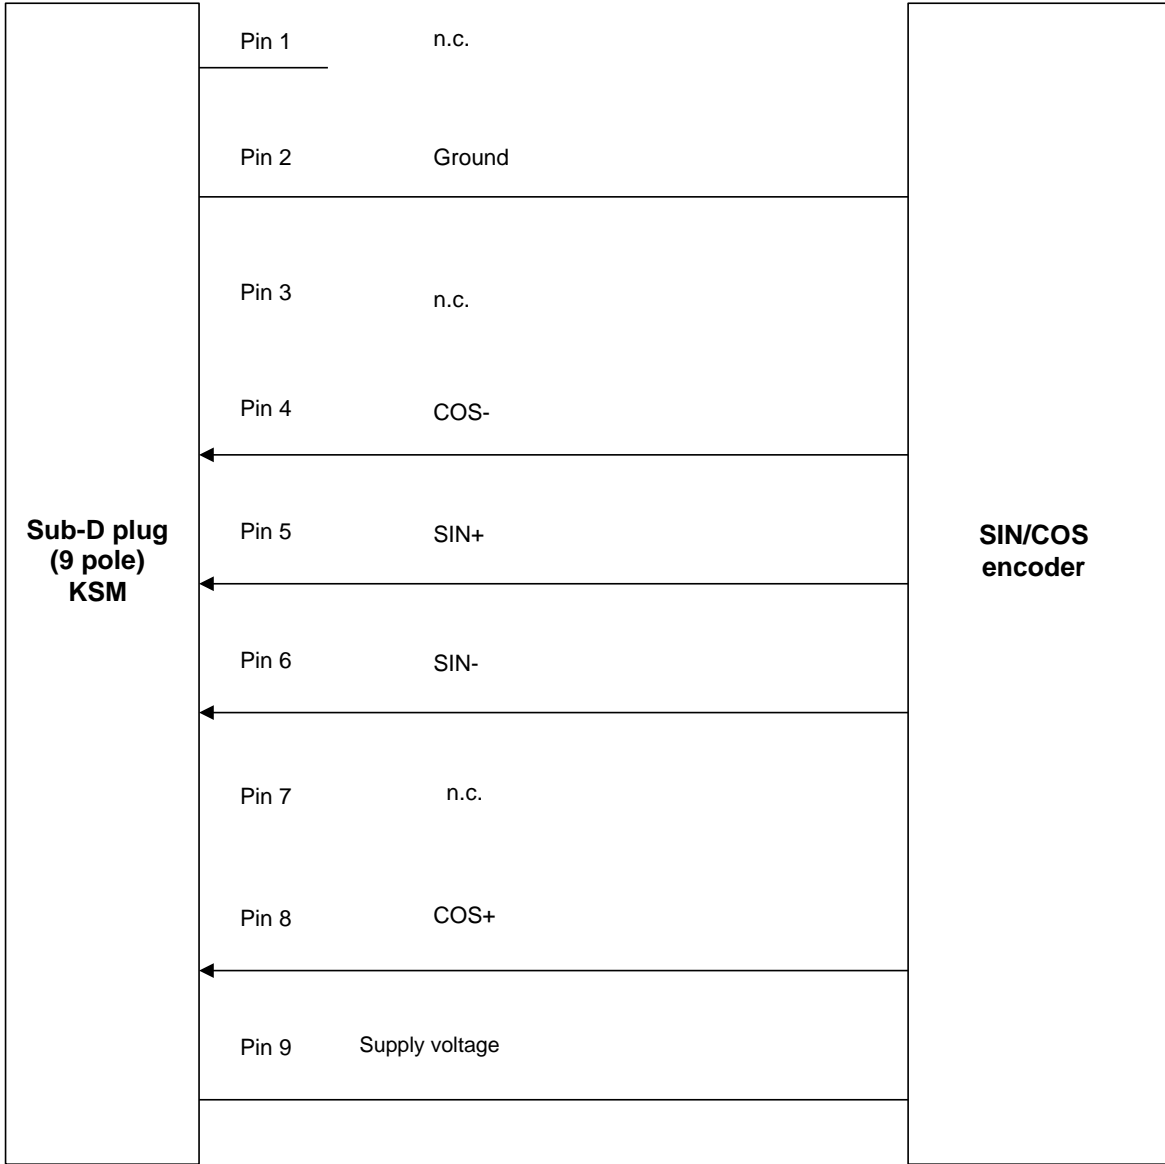 Pin 1 n.c.
Pin 2 Ground
Pin 3 n.c.
Pin 4 COS-
Sub-D plug
(9 pole)
KSM
Pin 5 SIN+
SIN/COS
encoder
Pin 6 SIN-
Pin 7 n.c.
Pin 8 COS+
Pin 9 Supply voltage